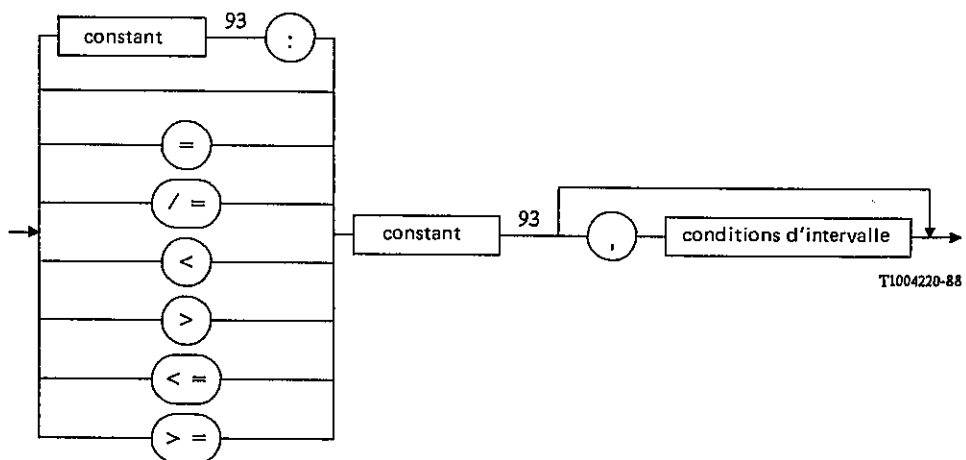 constant 93 :
=
/ =
<
>
< =
> =
constant 93 , conditions d'intervalle
T1004220-88